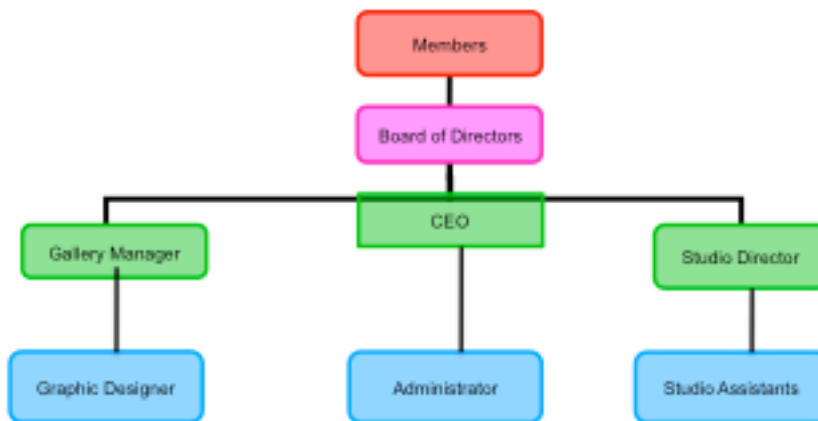 Members
Board of Directors
CEO
Gallery Manager
Studio Director
Graphic Designer
Administrator
Studio Assistants